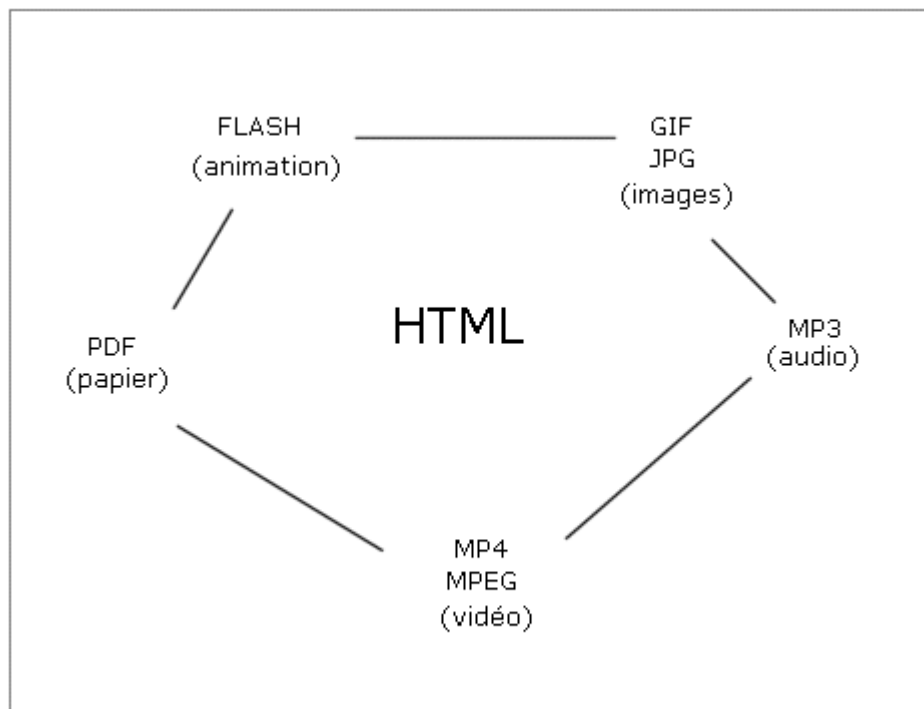 FLASH
(animation)
GIF
JPG
(images)
HTML
PDF
(papier)
MP3
(audio)
MP4
MPEG
(vidéo)